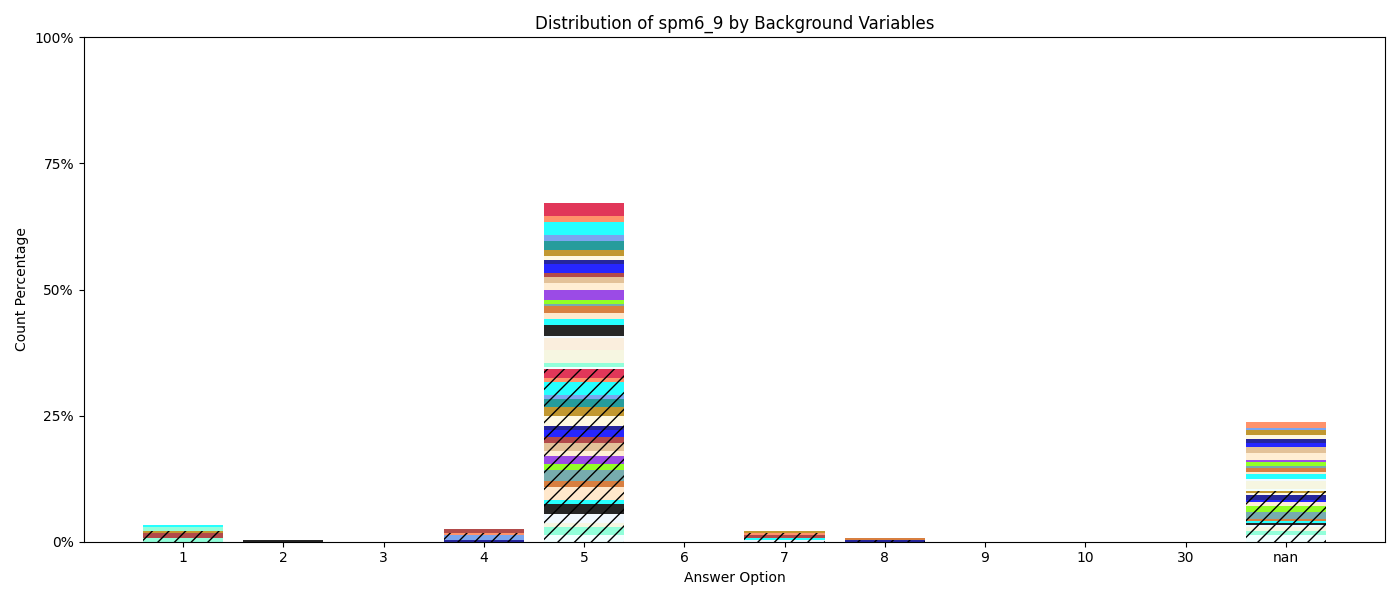 Distribution of spm6_9 by Background Variables
100%
75%
50%
25%
0%
Count Percentage
1 2 3 4 5 6 7 8 9 10 30 nan
Answer Option